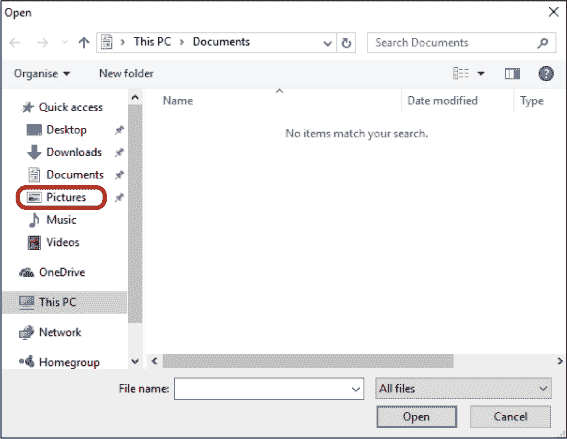 Open
This PC > Documents
Search Documents
Organise
New folder
Quick access
Desktop
Downloads
Documents
Pictures
Music
Videos
OneDrive
This PC
Network
Homegroup
Name
Date modified
Type
No items match your search.
File name:
All files
Open
Cancel